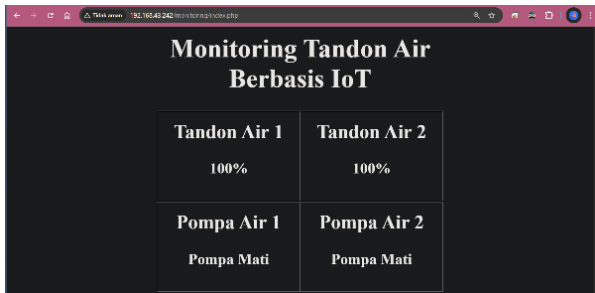 Tidak aman 192.168.43.242/monitoring/index.php
Monitoring Tandon Air
Berbasis IoT
Tandon Air 1 Tandon Air 2
100% 100%
Pompa Air 1 Pompa Air 2
Pompa Mati Pompa Mati